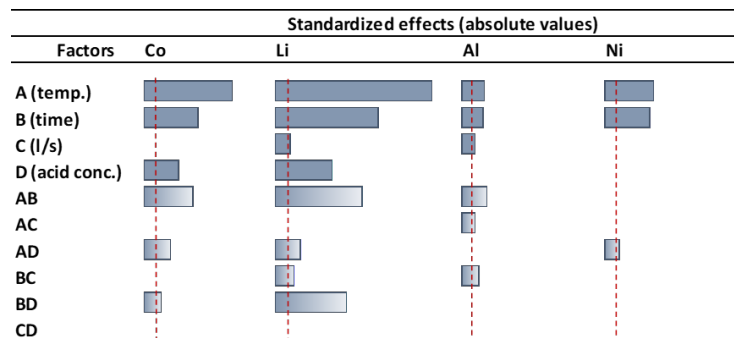 Standardized effects (absolute values)
Factors Co Li Al Ni
A (temp.)
B (time)
C (l/s)
D (acid conc.)
AB
AC
AD
BC
BD
CD